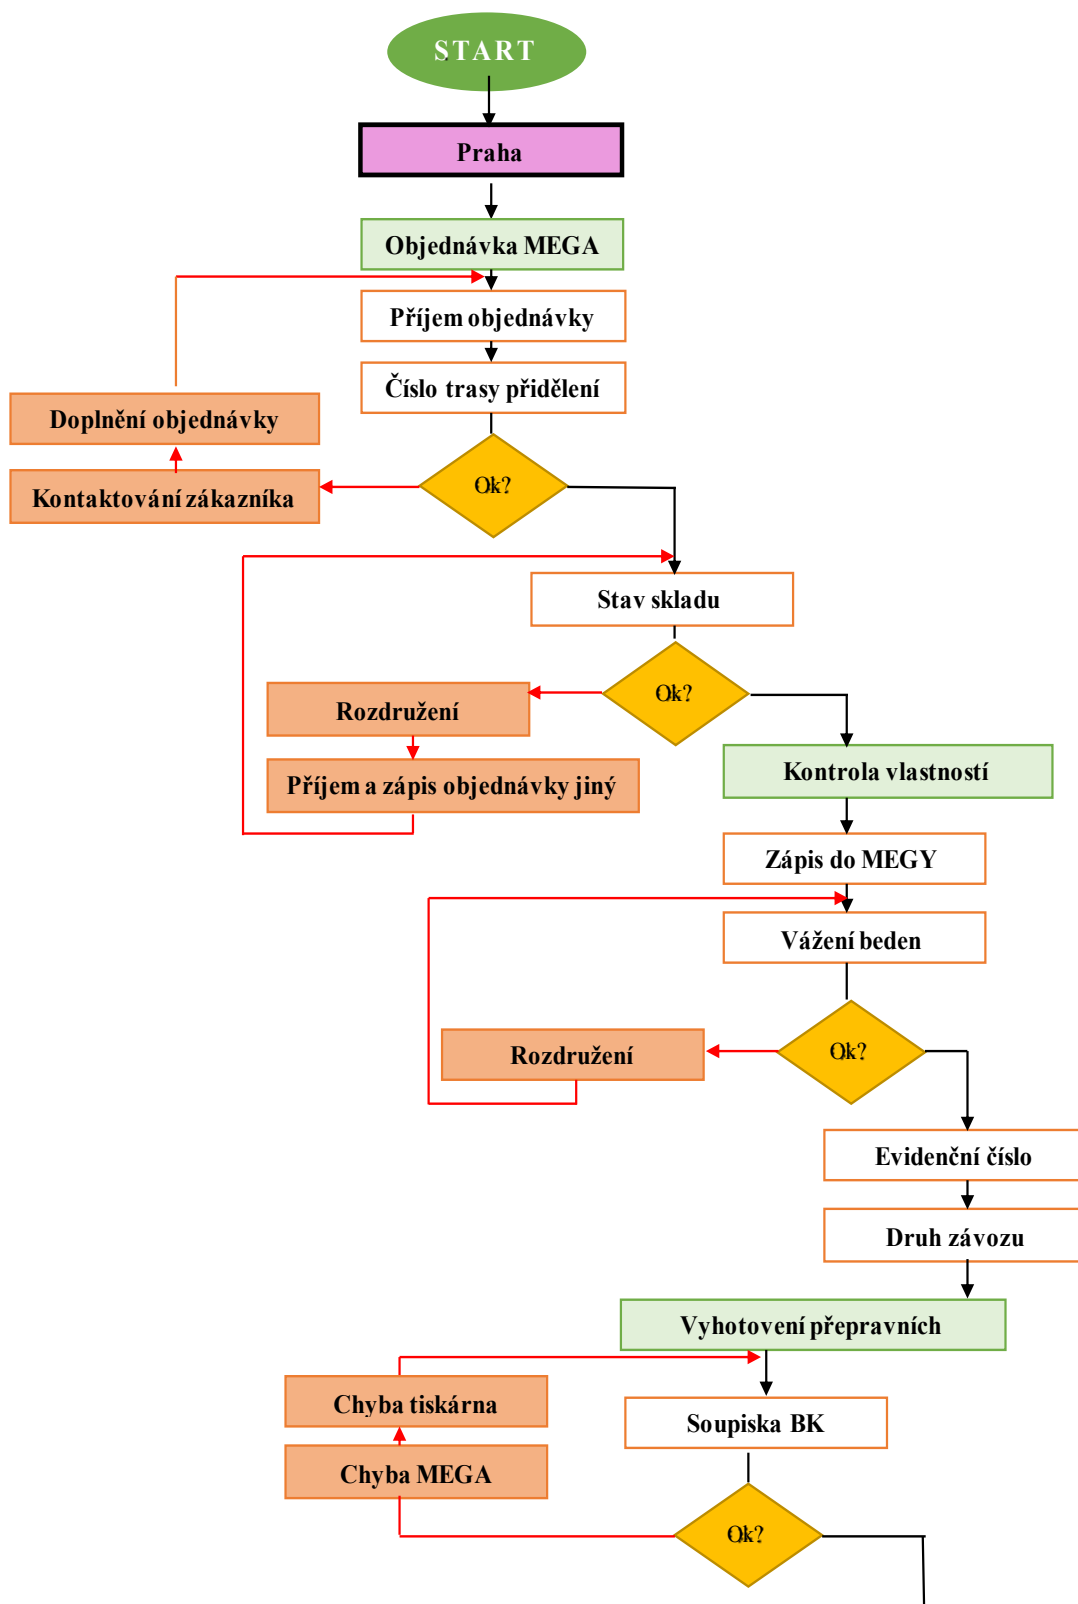 START
Praha
Objednávka MEGA
Příjem objednávky
Číslo trasy přidělení
Doplnění objednávky
Ok?
Kontaktování zákazníka
Stav skladu
Ok?
Rozdružení
Kontrola vlastností
Příjem a zápis objednávky jiný
Zápis do MEGY
Vážení beden
Ok?
Rozdružení
Evidenční číslo
Druh závozu
Vyhotovení přepravních
Chyba tiskárna
Soupiska BK
Chyba MEGA
Ok?